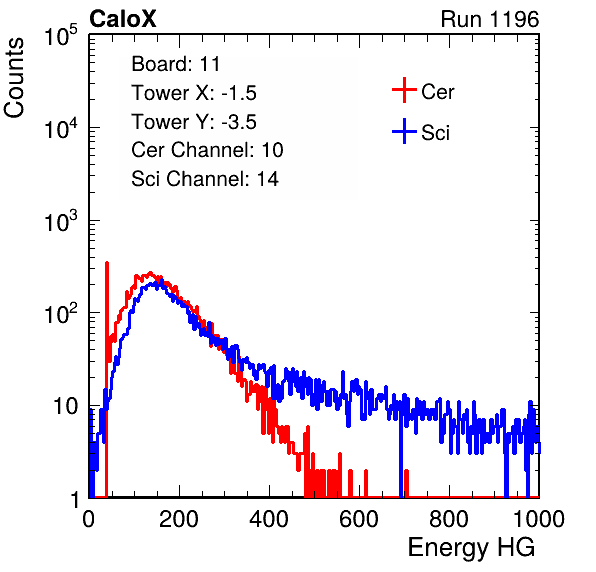 CaloX Run 1196
Counts
Board: 11
Tower X: -1.5
Tower Y: -3.5
Cer Channel: 10
Sci Channel: 14
Cer
Sci
10^5
10^4
10^3
10^2
10
1
0 200 400 600 800 1000
Energy HG